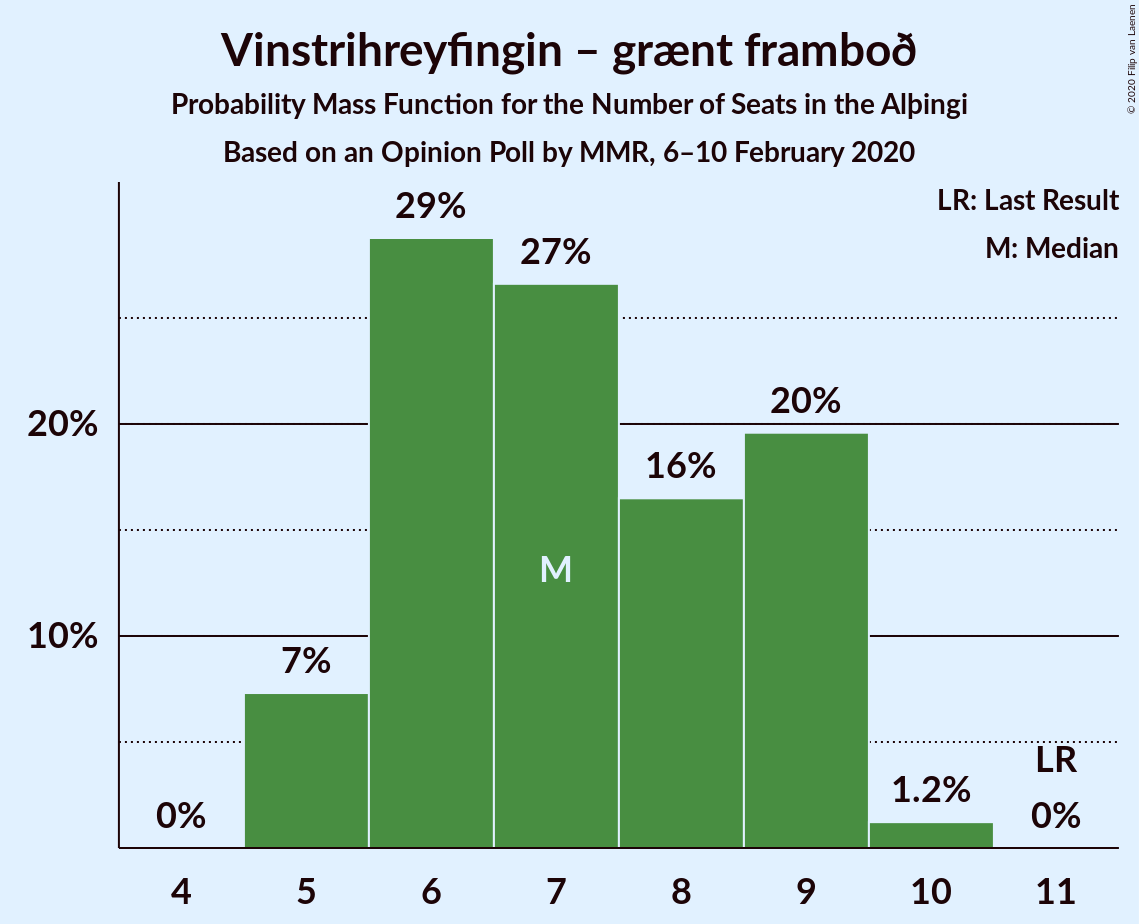 Vinstrihreyfingin – grænt framboð
Probability Mass Function for the Number of Seats in the Alþingi
Based on an Opinion Poll by MMR, 6–10 February 2020
© 2020 Filip van Laenen
LR: Last Result
M: Median
29%
27%
20%
20%
16%
M
10%
7%
LR
1.2%
0%
0%
4 5 6 7 8 9 10 11